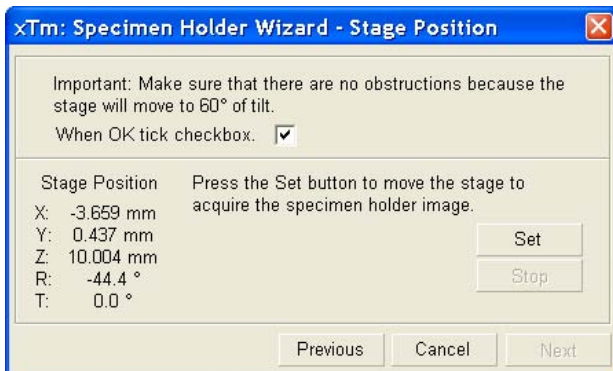 xTm: Specimen Holder Wizard - Stage Position
Important: Make sure that there are no obstructions because the
stage will move to 60° of tilt.
When OK tick checkbox.
Stage Position
X: -3.659 mm
Y: 0.437 mm
Z: 10.004 mm
R: -44.4 °
T: 0.0 °
Press the Set button to move the stage to
acquire the specimen holder image.
Set
Stop
Previous Cancel Next